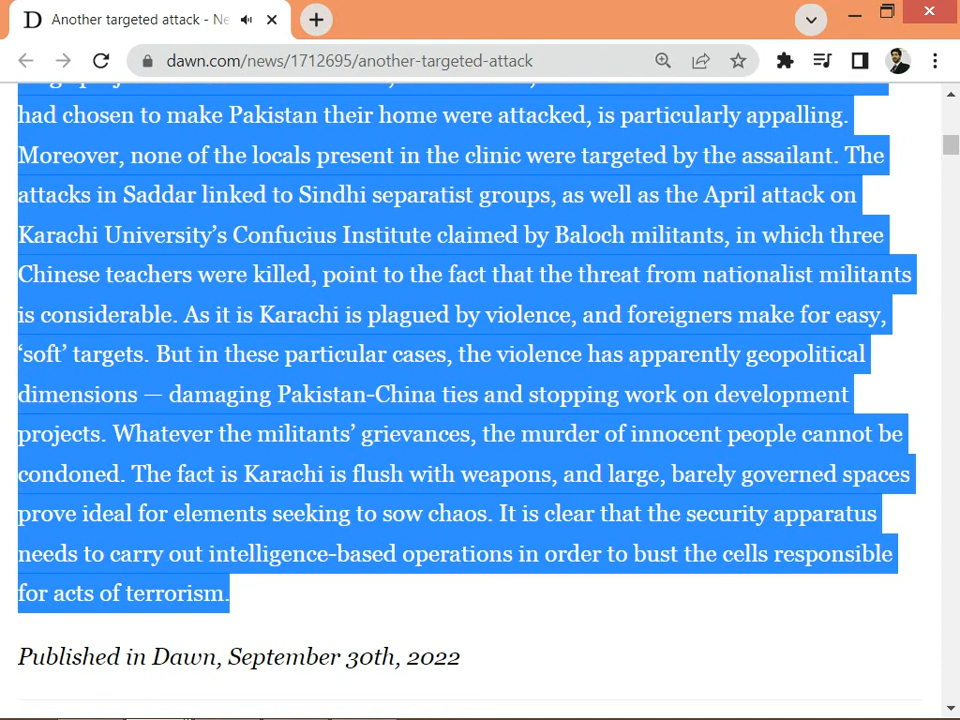 Another targeted attack - Ne
dawn.com/news/1712695/another-targeted-attack
had chosen to make Pakistan their home were attacked, is particularly appalling.
Moreover, none of the locals present in the clinic were targeted by the assailant. The
attacks in Saddar linked to Sindhi separatist groups, as well as the April attack on
Karachi University’s Confucius Institute claimed by Baloch militants, in which three
Chinese teachers were killed, point to the fact that the threat from nationalist militants
is considerable. As it is Karachi is plagued by violence, and foreigners make for easy,
‘soft’ targets. But in these particular cases, the violence has apparently geopolitical
dimensions — damaging Pakistan-China ties and stopping work on development
projects. Whatever the militants’ grievances, the murder of innocent people cannot be
condoned. The fact is Karachi is flush with weapons, and large, barely governed spaces
prove ideal for elements seeking to sow chaos. It is clear that the security apparatus
needs to carry out intelligence-based operations in order to bust the cells responsible
for acts of terrorism.
Published in Dawn, September 30th, 2022